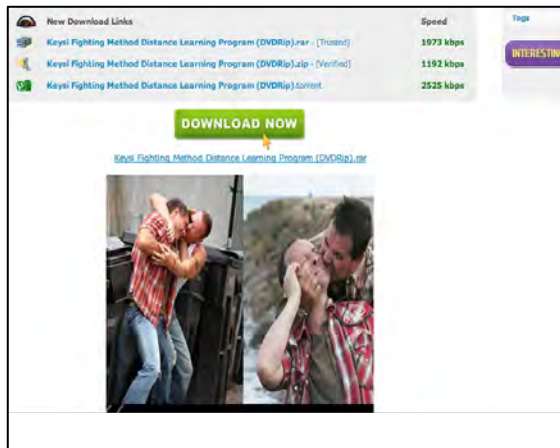 New Download Links Speed Tags
Keysi Fighting Method Distance Learning Program (DVDRip).rar - [Trusted] 1973 kbps
INTERESTING
Keysi Fighting Method Distance Learning Program (DVDRip).zip - [Verified] 1192 kbps
Keysi Fighting Method Distance Learning Program (DVDRip).torrent 2525 kbps
DOWNLOAD NOW
Keysi Fighting Method Distance Learning Program (DVDRip).rar